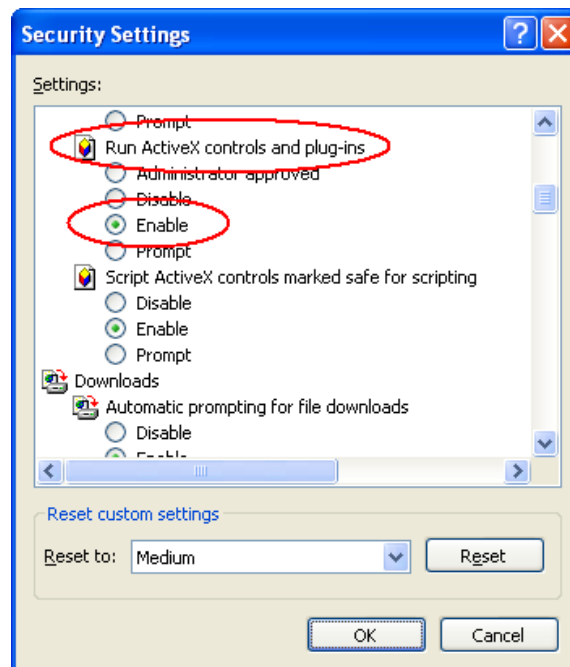 Security Settings
Settings:
Prompt
Run ActiveX controls and plug-ins
Administrator approved
Disable
Enable
Prompt
Script ActiveX controls marked safe for scripting
Disable
Enable
Prompt
Downloads
Automatic prompting for file downloads
Disable
Enable
Reset custom settings
Reset to: Medium Reset
OK Cancel